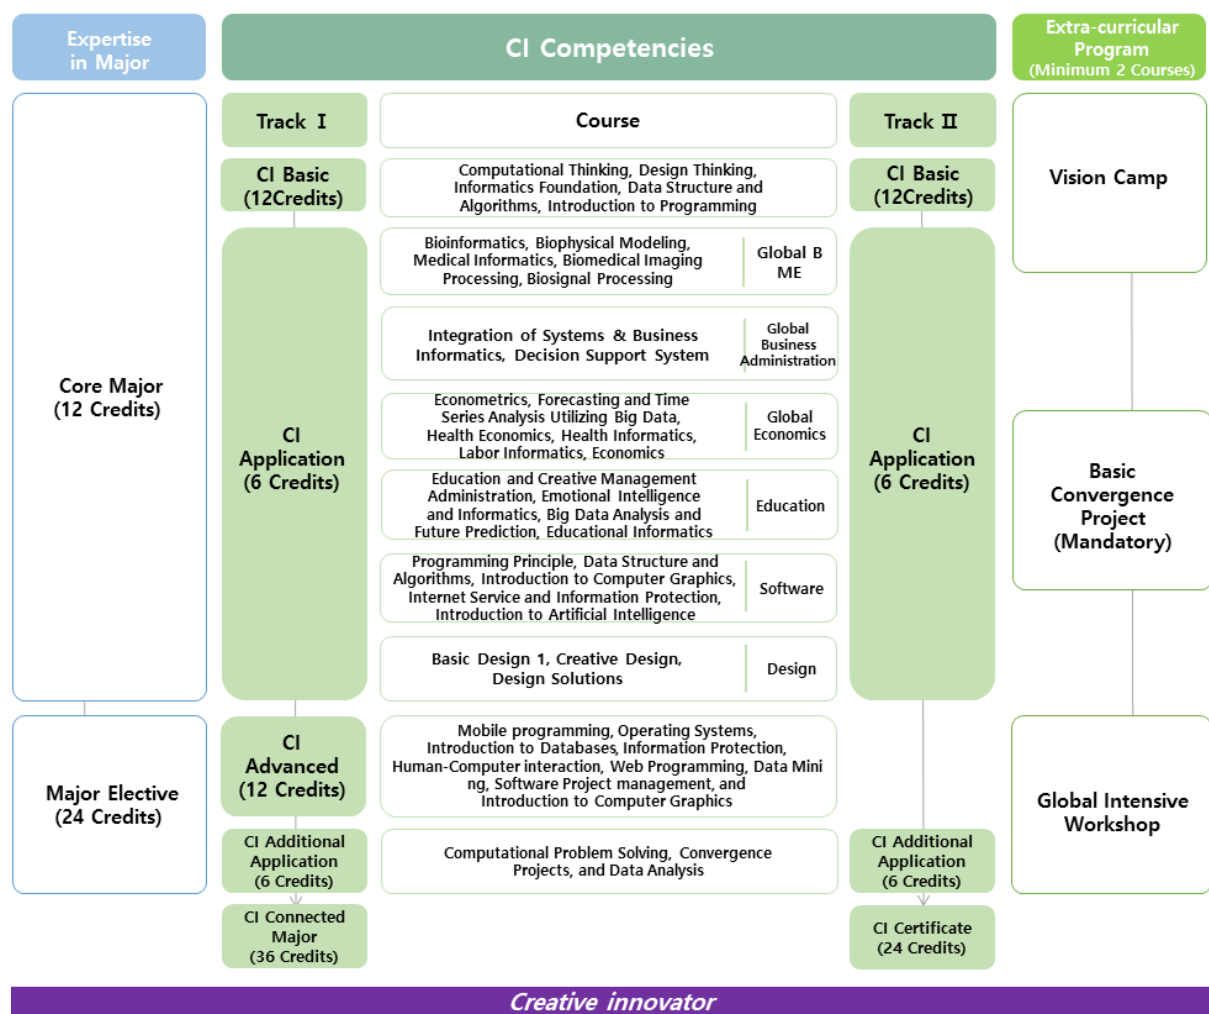 Expertise
in Major
CI Competencies
Extra-curricular
Program
(Minimum 2 Courses)
Core Major
(12 Credits)
Major Elective
(24 Credits)
Track Ⅰ
Course
Track Ⅱ
CI Basic
(12Credits)
Computational Thinking, Design Thinking,
Informatics Foundation, Data Structure and
Algorithms, Introduction to Programming
CI Basic
(12Credits)
CI
Application
(6 Credits)
Bioinformatics, Biophysical Modeling,
Medical Informatics, Biomedical Imaging
Processing, Biosignal Processing
Global B
ME
Integration of Systems & Business
Informatics, Decision Support System
Global
Business
Administration
Econometrics, Forecasting and Time
Series Analysis Utilizing Big Data,
Health Economics, Health Informatics,
Labor Informatics, Economics
Global
Economics
Education and Creative Management
Administration, Emotional Intelligence
and Informatics, Big Data Analysis and
Future Prediction, Educational Informatics
Education
Programming Principle, Data Structure and
Algorithms, Introduction to Computer Graphics,
Internet Service and Information Protection,
Introduction to Artificial Intelligence
Software
Basic Design 1, Creative Design,
Design Solutions
Design
CI
Application
(6 Credits)
CI
Advanced
(12 Credits)
Mobile programming, Operating Systems,
Introduction to Databases, Information Protection,
Human-Computer interaction, Web Programming, Data Mini
ng, Software Project management, and
Introduction to Computer Graphics
CI Additional
Application
(6 Credits)
Computational Problem Solving, Convergence
Projects, and Data Analysis
CI Additional
Application
(6 Credits)
CI Connected
Major
(36 Credits)
CI Certificate
(24 Credits)
Vision Camp
Basic
Convergence
Project
(Mandatory)
Global Intensive
Workshop
Creative innovator